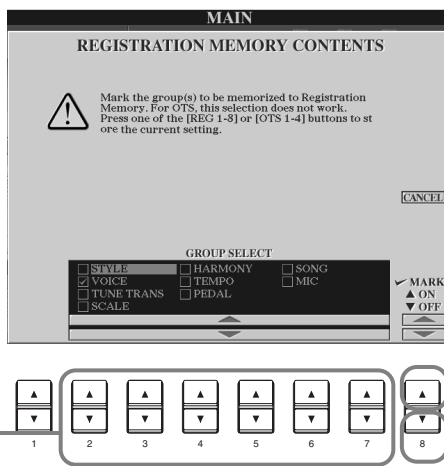 MAIN
REGISTRATION MEMORY CONTENTS
Mark the group(s) to be memorized to Registration
Memory. For OTS, this selection does not work.
Press one of the [REG 1-8] or [OTS 1-4] buttons to st
ore the current setting.
CANCEL
GROUP SELECT
STYLE HARMONY SONG
VOICE TEMPO MIC
TUNE TRANS PEDAL
SCALE
MARK
▲ ON
▼ OFF
1 2 3 4 5 6 7 8